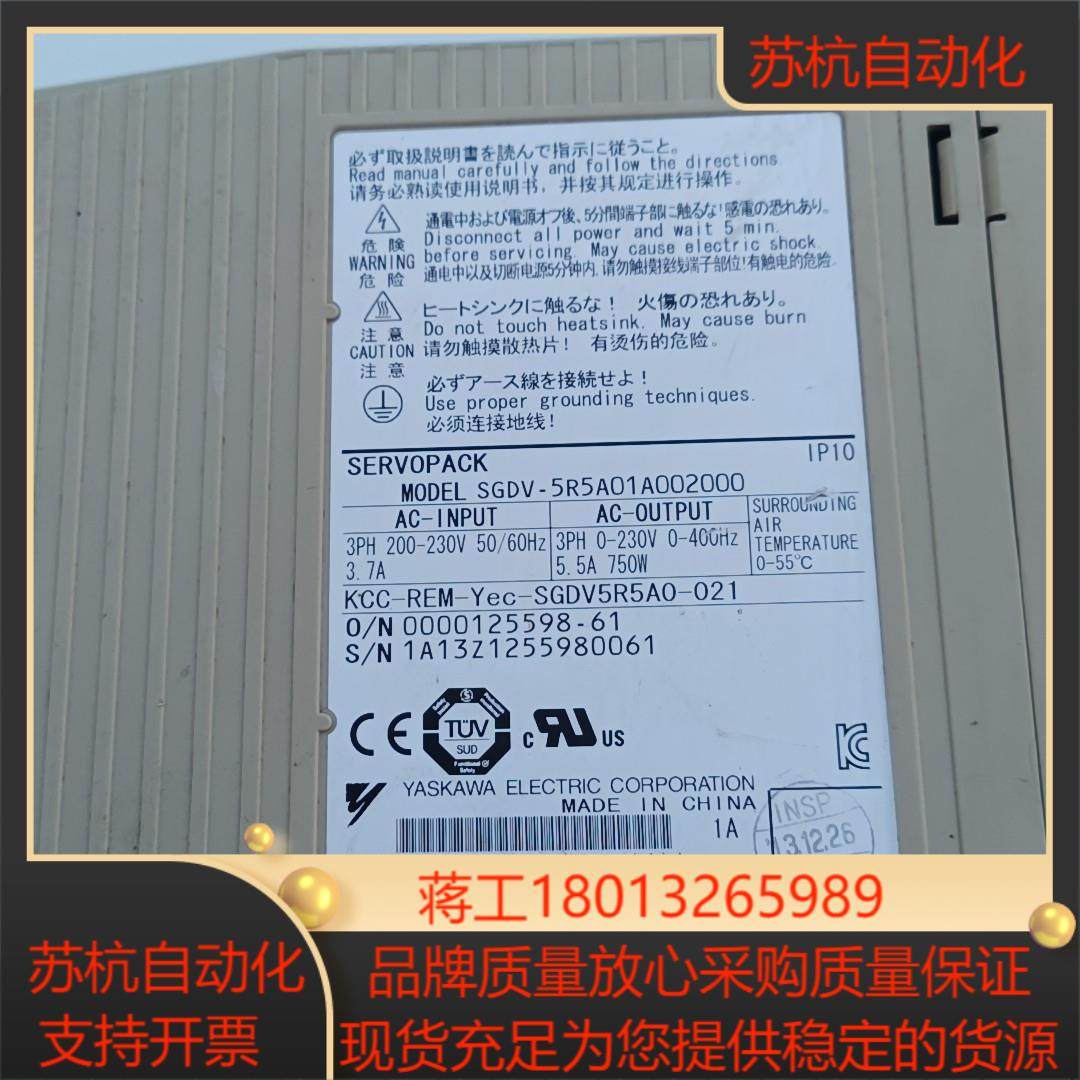 苏杭自动化
必ず取扱説明書を読んで指示に従うこと。
Read manual carefully and follow the directions.
请务必熟读使用说明书，并按其规定进行操作。
危険
WARNING
危险
通電中および電源オフ後、5分間端子部に触るな！感電の恐れあり。
Disconnect all power and wait 5 min.
before servicing. May cause electric shock.
通电中以及切断电源5分钟内，请勿触摸接线端子部位！有触电的危险。
注意
CAUTION
注意
ヒートシンクに触るな！ 火傷の恐れあり。
Do not touch heatsink. May cause burn
请勿触摸散热片！ 有烫伤的危险。
必ずアース線を接続せよ！
Use proper grounding techniques.
必须连接地线！
SERVOPACK IP10
MODEL SGDV-5R5A01A002000
AC-INPUT
3PH 200-230V 50/60Hz
3.7A
AC-OUTPUT
3PH 0-230V 0-400Hz
5.5A 750W
SURROUNDING
AIR
TEMPERATURE
0-55℃
KCC-REM-Yec-SGDV5R5A0-021
O/N 0000125598-61
S/N 1A13Z1255980061
CE
TÜV
SUD
Functional
Safety
c RU US
KC
YASKAWA ELECTRIC CORPORATION
MADE IN CHINA
1A
INSP
13.12.26
蒋工18013265989
苏杭自动化
支持开票
品牌质量放心采购质量保证
现货充足为您提供稳定的货源